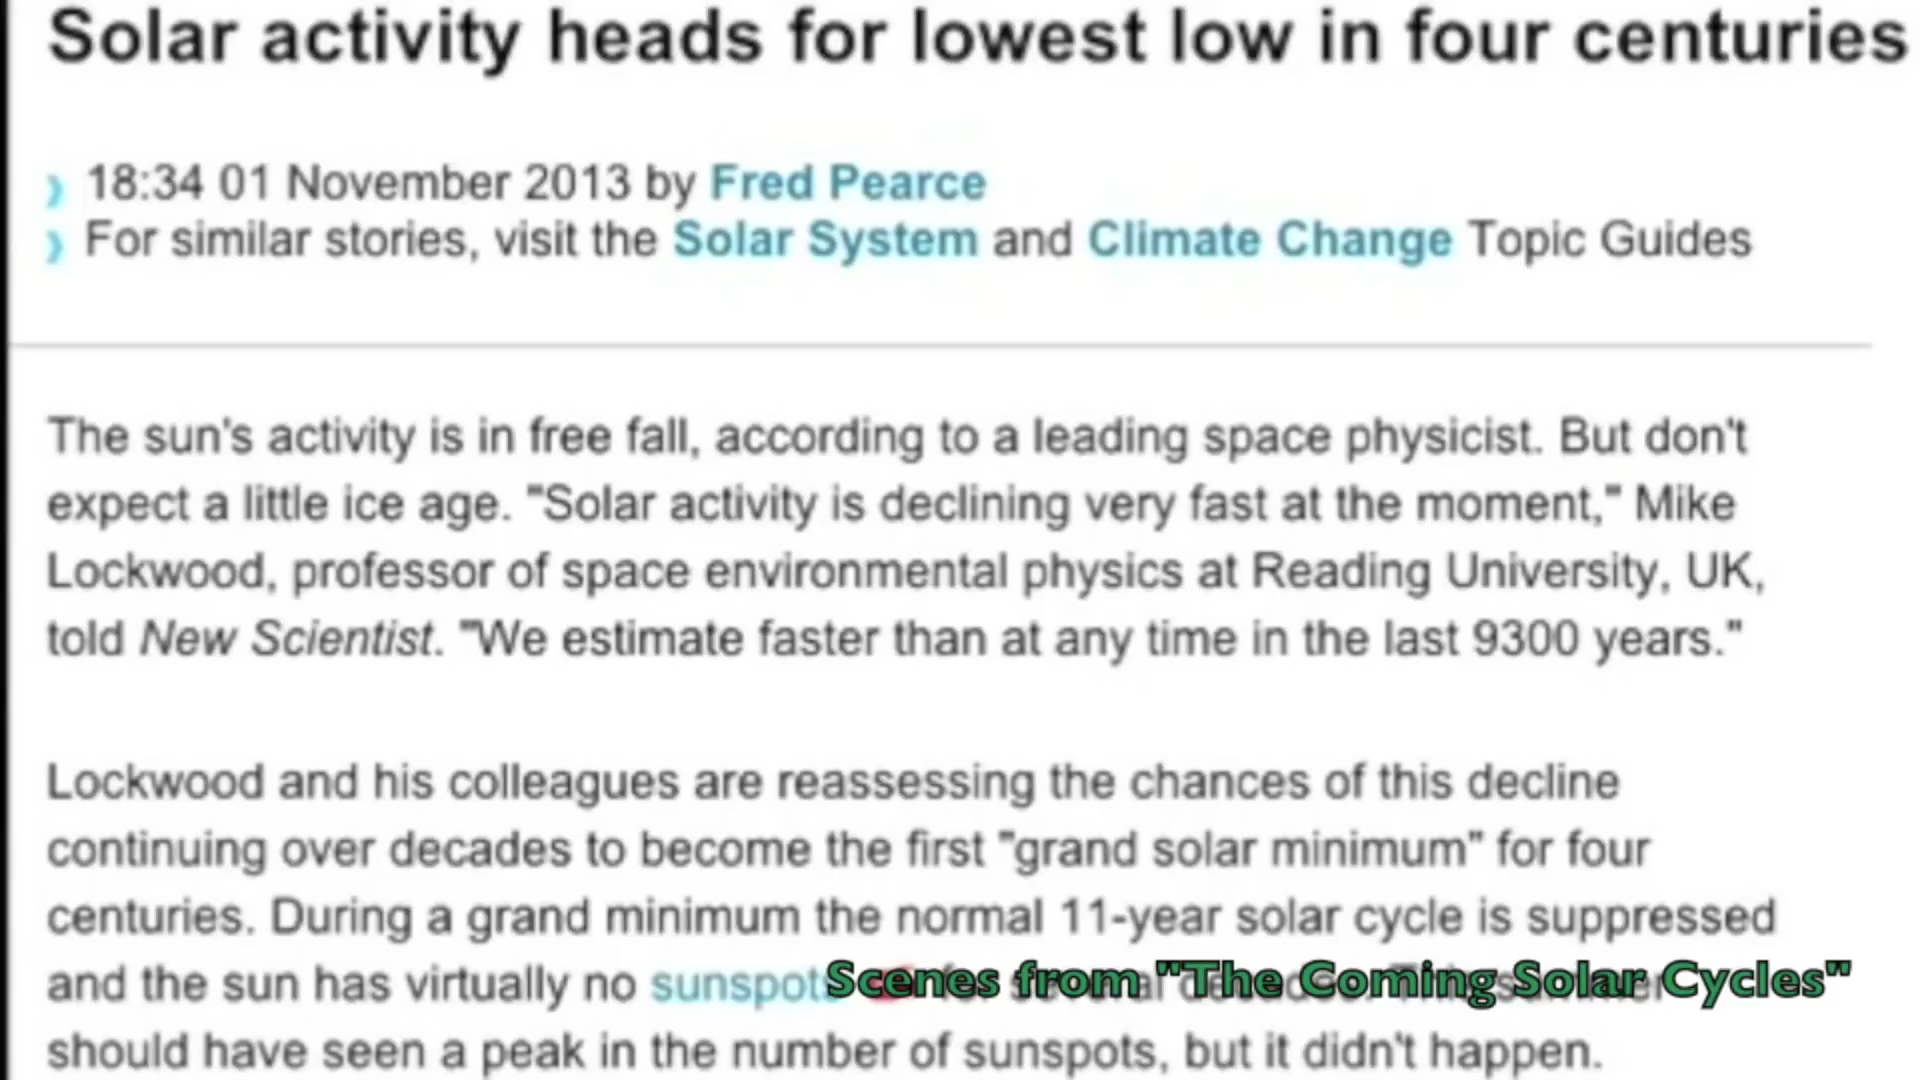 Solar activity heads for lowest low in four centuries
18:34 01 November 2013 by Fred Pearce
For similar stories, visit the Solar System and Climate Change Topic Guides
The sun's activity is in free fall, according to a leading space physicist. But don't
expect a little ice age. "Solar activity is declining very fast at the moment," Mike
Lockwood, professor of space environmental physics at Reading University, UK,
told New Scientist. "We estimate faster than at any time in the last 9300 years."
Lockwood and his colleagues are reassessing the chances of this decline
continuing over decades to become the first "grand solar minimum" for four
centuries. During a grand minimum the normal 11-year solar cycle is suppressed
and the sun has virtually no sunspots
Scenes from "The Coming Solar Cycles"
should have seen a peak in the number of sunspots, but it didn't happen.